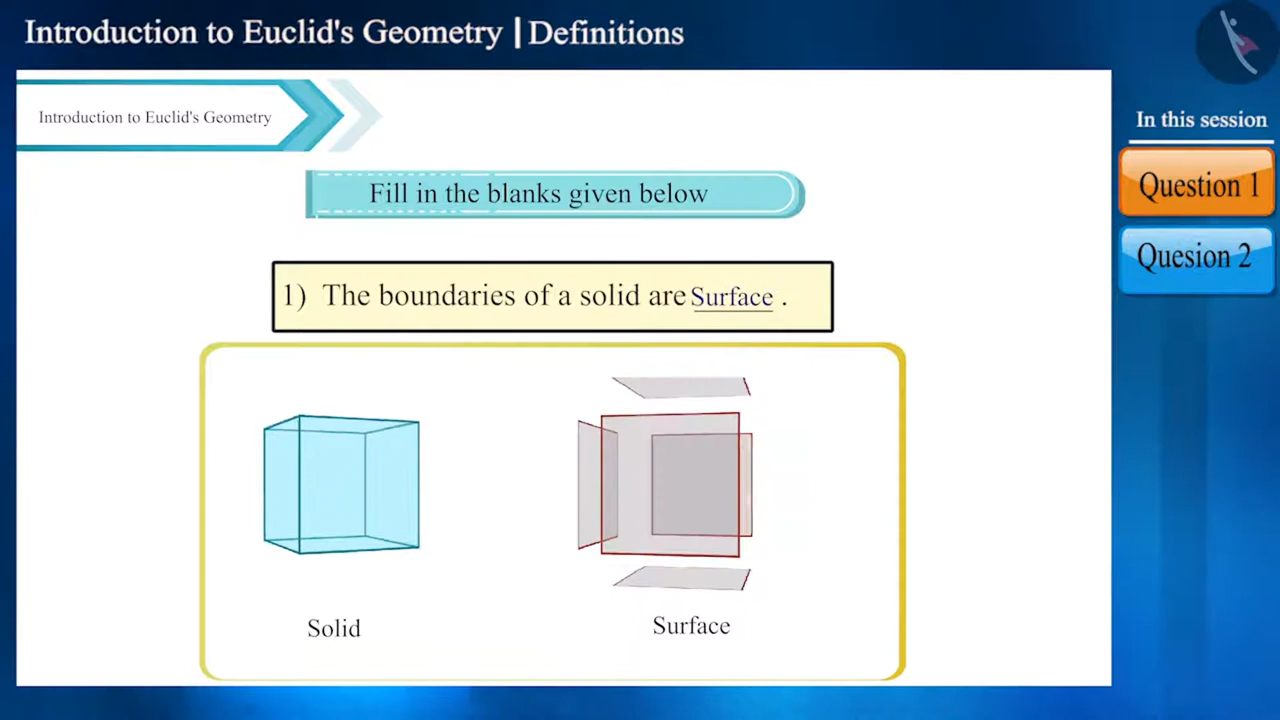 Introduction to Euclid's Geometry | Definitions
In this session
Introduction to Euclid's Geometry
Question 1
Fill in the blanks given below
Quesion 2
1) The boundaries of a solid are Surface .
Solid
Surface